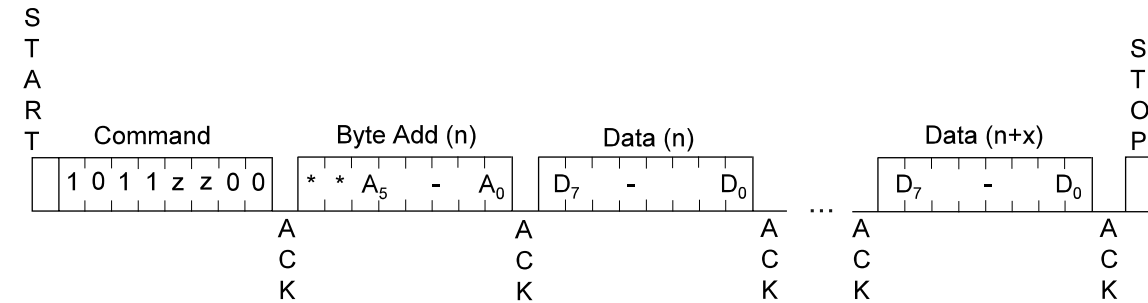 START
STOP
Command
Byte Add (n)
Data (n)
Data (n+x)
1 0 1 1 z z 0 0
* * A5 - A0
D7 - D0
...
D7 - D0
ACK
ACK
ACK
ACK
ACK